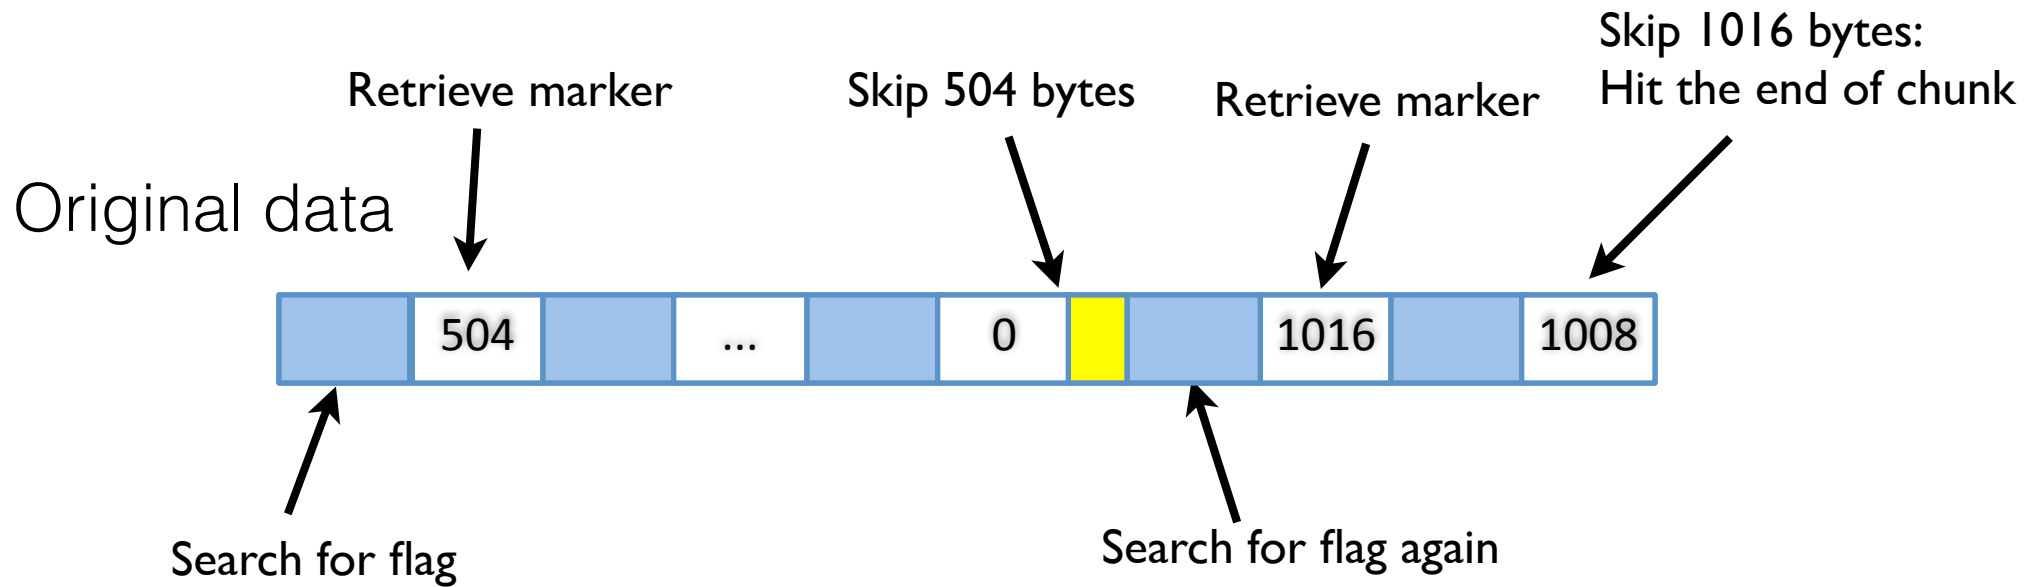 Skip 1016 bytes:
Hit the end of chunk
Retrieve marker
Skip 504 bytes
Retrieve marker
Original data
504
...
0
1016
1008
Search for flag
Search for flag again